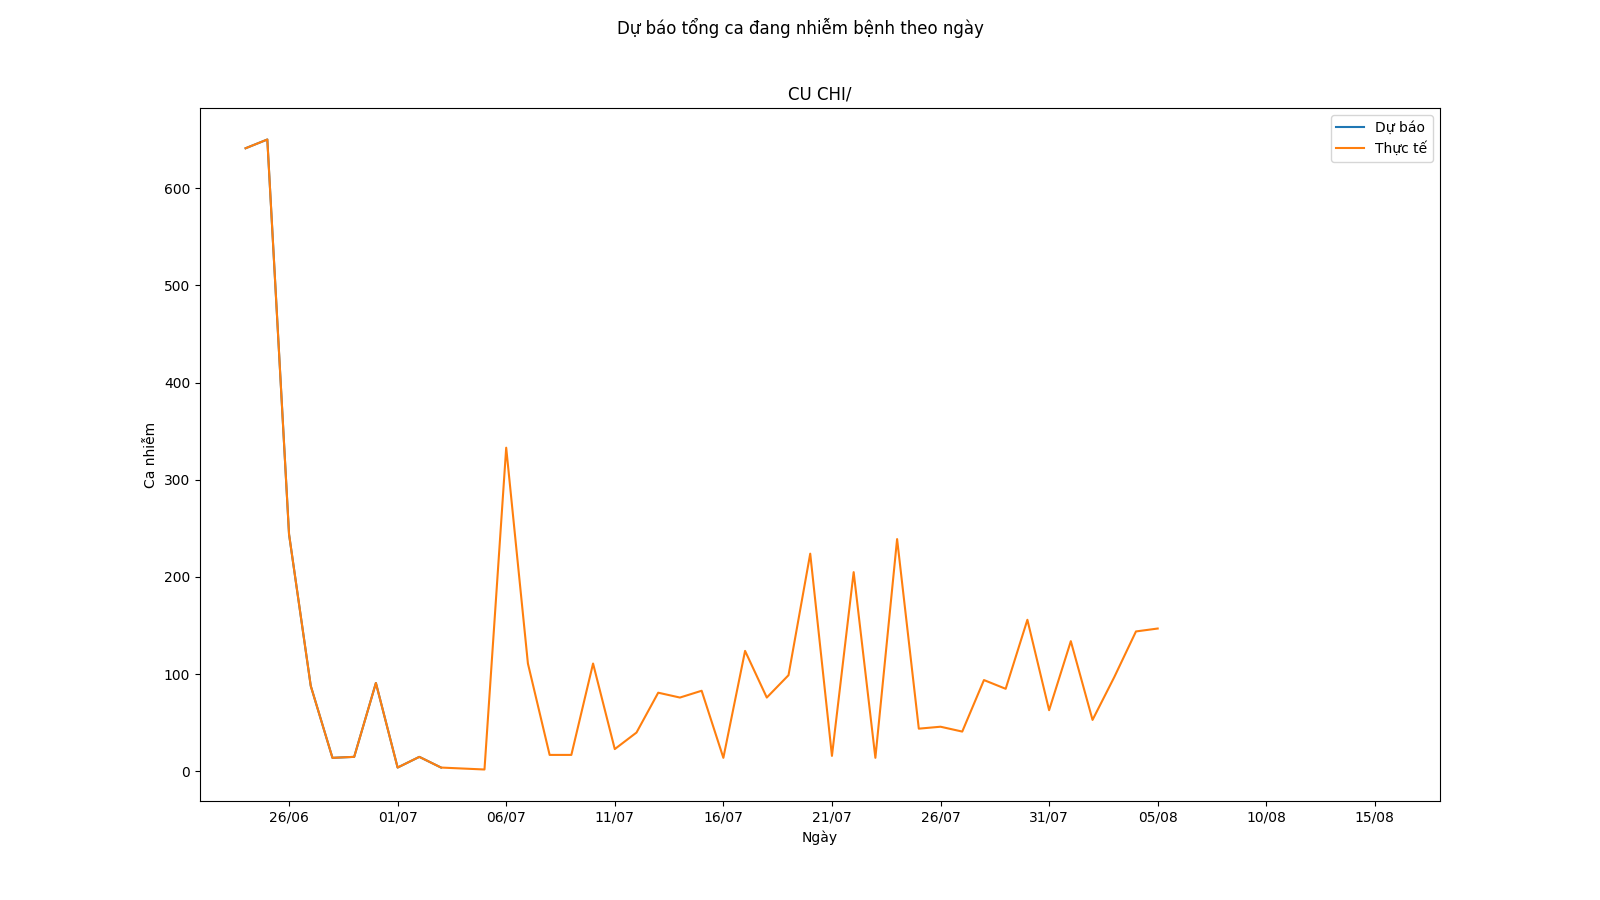 Dự báo tổng ca đang nhiễm bệnh theo ngày
CU CHI/
Dự báo
Thực tế
600
500
400
300
200
100
0
Ca nhiễm
26/06 01/07 06/07 11/07 16/07 21/07 26/07 31/07 05/08 10/08 15/08
Ngày